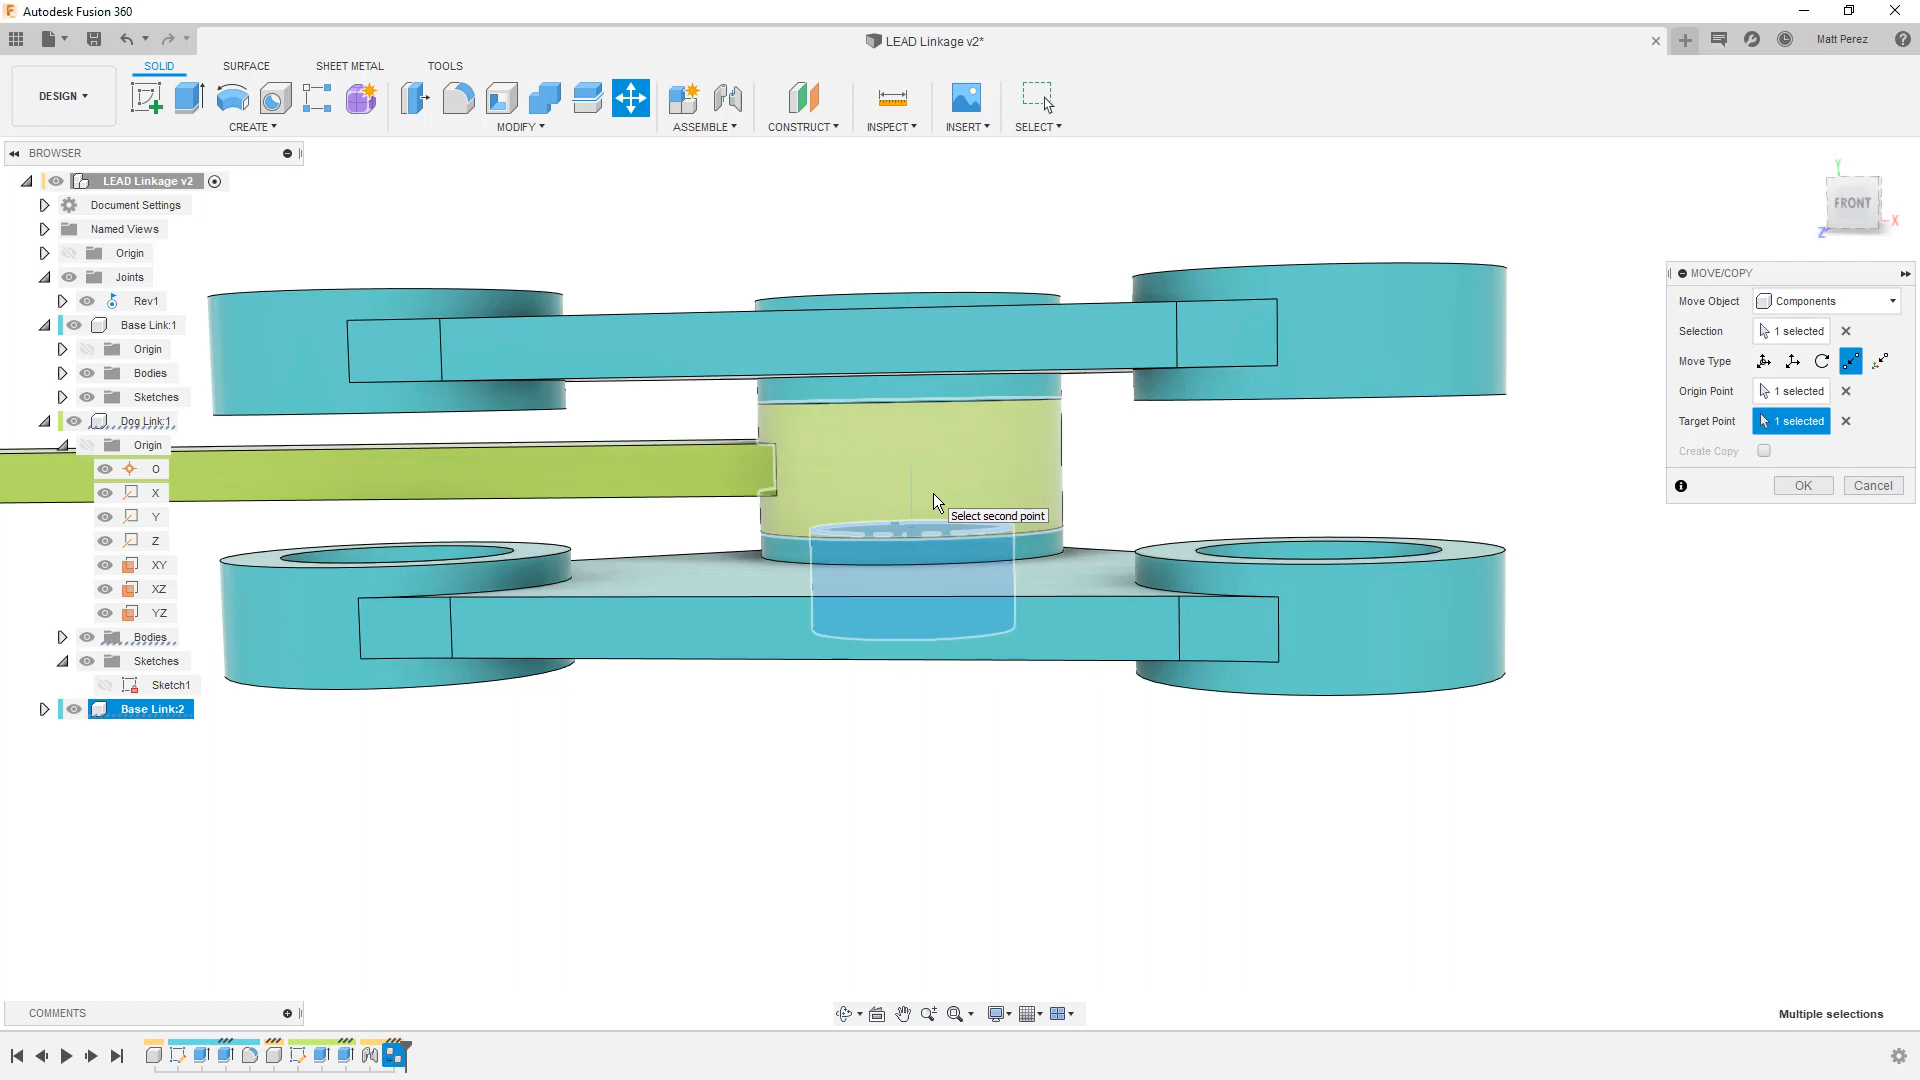 Autodesk Fusion 360
LEAD Linkage v2*
Matt Perez
DESIGN
SOLID
SURFACE
SHEET METAL
TOOLS
CREATE
MODIFY
ASSEMBLE
CONSTRUCT
INSPECT
INSERT
SELECT
BROWSER
LEAD Linkage v2
Document Settings
Named Views
Origin
Joints
Rev1
Base Link:1
Origin
Bodies
Sketches
Dog Link:1
Origin
O
X
Y
Z
XY
XZ
YZ
Bodies
Sketches
Sketch1
Base Link:2
Select second point
Y
FRONT
X
Z
MOVE/COPY
Move Object
Components
Selection
1 selected
Move Type
Origin Point
1 selected
Target Point
1 selected
Create Copy
OK
Cancel
COMMENTS
Multiple selections